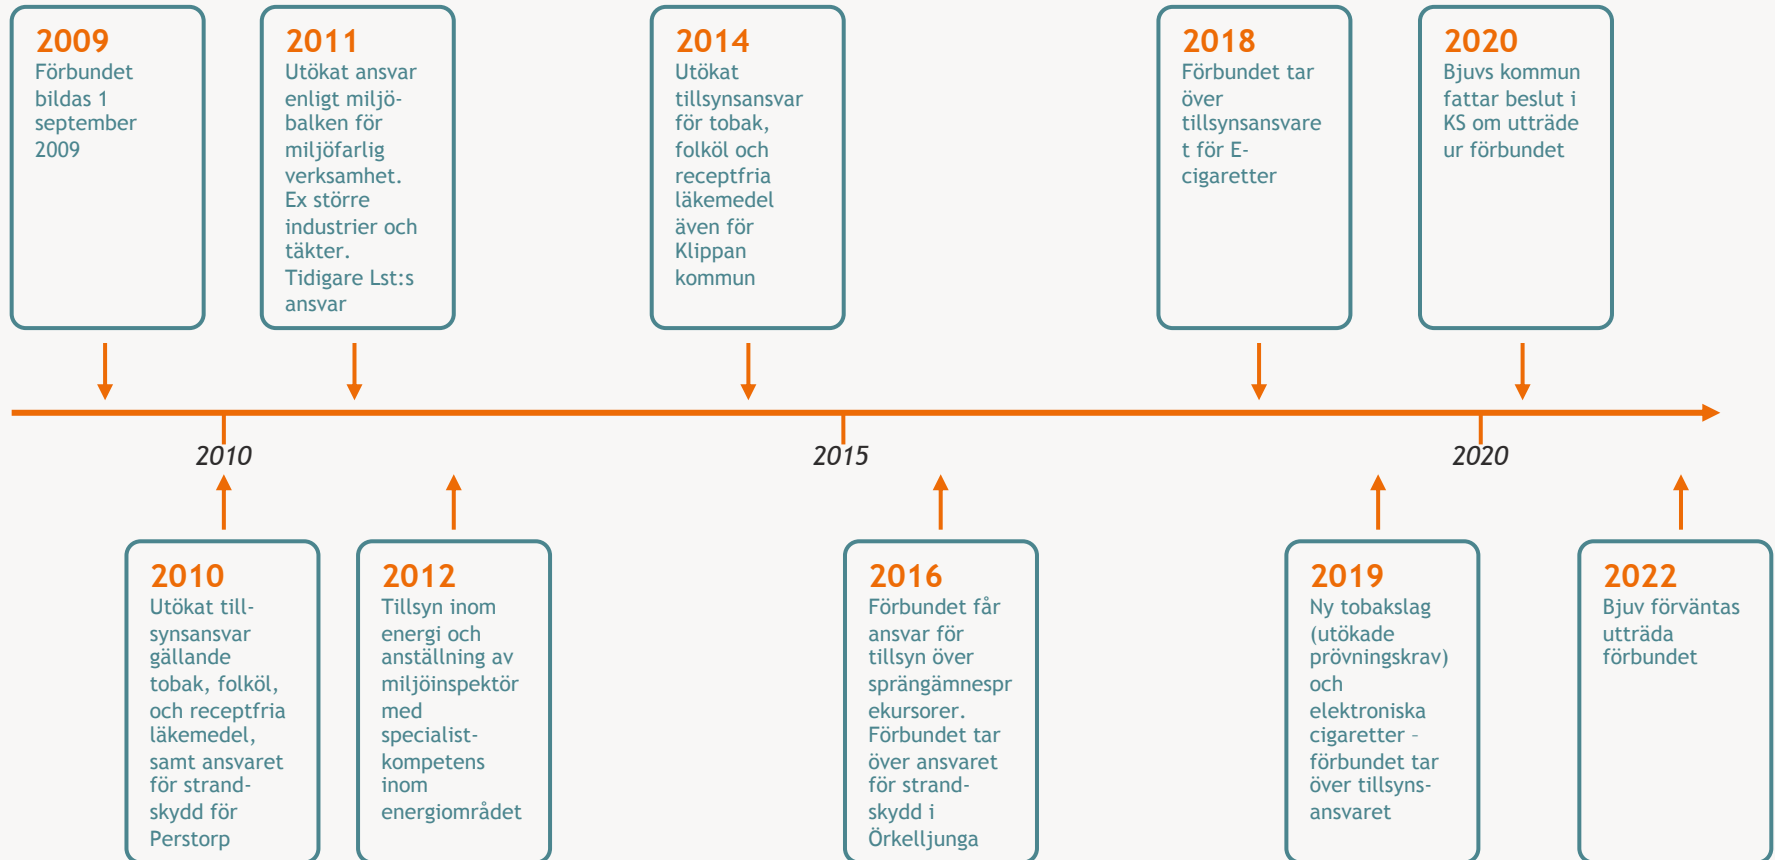 2009
Förbundet
bildas 1
september
2009
2011
Utökat ansvar
enligt miljö-
balken för
miljöfarlig
verksamhet.
Ex större
industrier och
täkter.
Tidigare Lst:s
ansvar
2014
Utökat
tillsynsansvar
för tobak,
folköl och
receptfria
läkemedel
även för
Klippan
kommun
2018
Förbundet tar
över
tillsynsansvare
t för E-
cigaretter
2020
Bjuvs kommun
fattar beslut i
KS om utträde
ur förbundet
2010
2015
2020
2010
Utökat till-
synsansvar
gällande
tobak, folköl,
och receptfria
läkemedel,
samt ansvaret
för strand-
skydd för
Perstorp
2012
Tillsyn inom
energi och
anställning av
miljöinspektör
med
specialist-
kompetens
inom
energiområdet
2016
Förbundet får
ansvar för
tillsyn över
sprängämnespr
ekursorer.
Förbundet tar
över ansvaret
för strand-
skydd i
Örkelljunga
2019
Ny tobakslag
(utökade
prövningskrav)
och
elektroniska
cigaretter –
förbundet tar
över tillsyns-
ansvaret
2022
Bjuv förväntas
utträda
förbundet